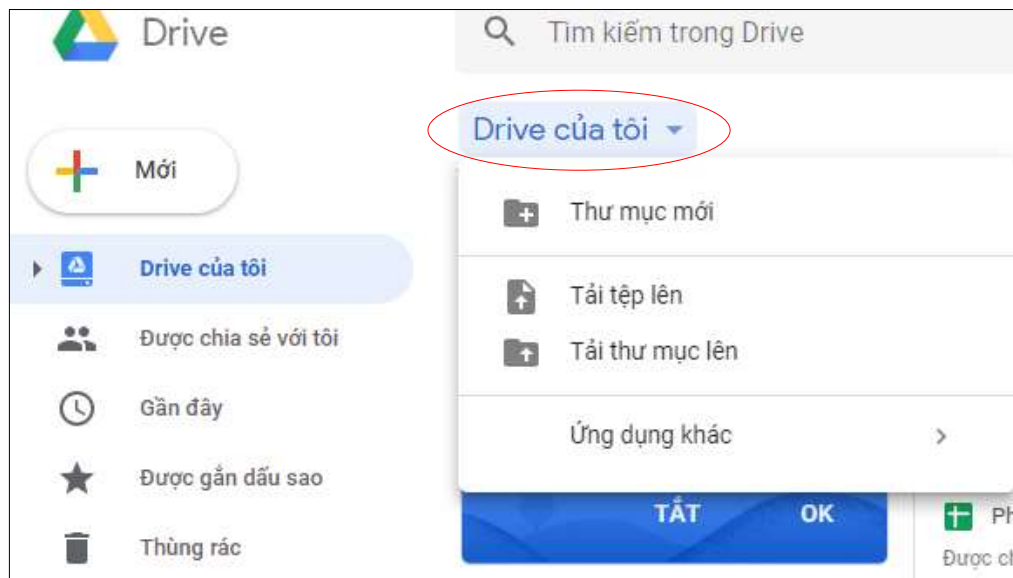 Drive
Tìm kiếm trong Drive
Drive của tôi
Mới
Thư mục mới
Drive của tôi
Tải tệp lên
Được chia sẻ với tôi
Tải thư mục lên
Gần đây
Ứng dụng khác
Được gắn dấu sao
TẮT OK
Thùng rác
Được